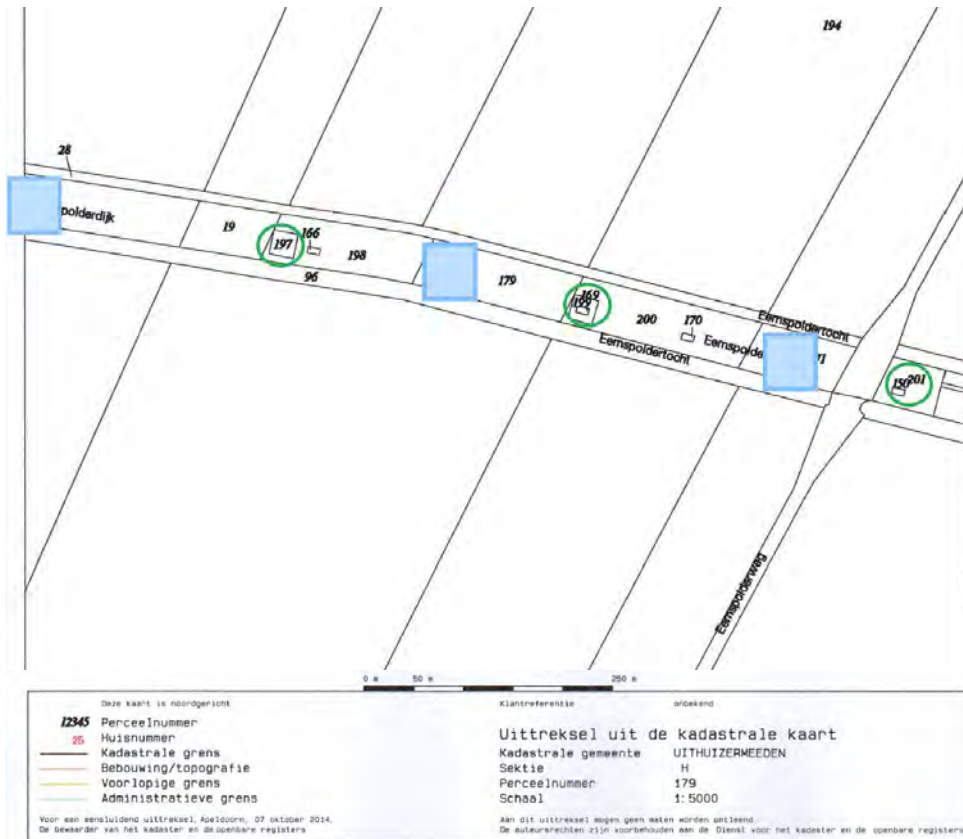 194
28
polderdijk
19
197
166
198
96
179
169
199
200
170
Eemspoldertocht
Eemspoldertocht
Eemspolde
71
150
201
Eemspolderweg
0 m 50 m 250 m
Deze kaart is noordgericht
12345 Perceelnummer
25 Huisnummer
Kadastrale grens
Bebouwing/topografie
Voorlopige grens
Administratieve grens
Voor een eensluidend uittreksel, Apeldoorn, 07 oktober 2014.
De bewaarder van het kadaster en de openbare registers
Klantreferentie onbekend
Uittreksel uit de kadastrale kaart
Kadastrale gemeente UITHUIZERMEEDEN
Sektie H
Perceelnummer 179
Schaal 1: 5000
Aan dit uittreksel mogen geen maten worden ontleend.
De auteursrechten zijn voorbehouden aan de Dienst voor het kadaster en de openbare registers